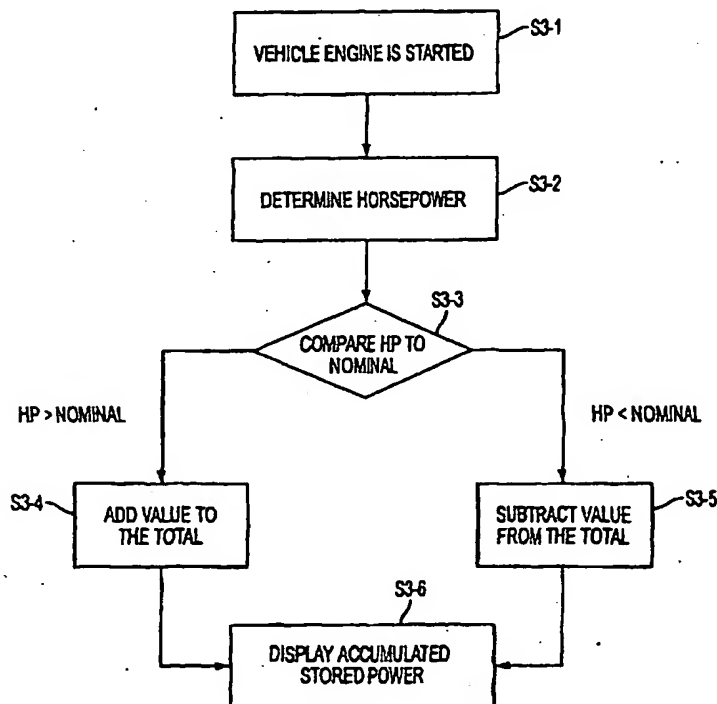 S3-1
VEHICLE ENGINE IS STARTED
S3-2
DETERMINE HORSEPOWER
S3-3
COMPARE HP TO
NOMINAL
HP > NOMINAL
HP < NOMINAL
S3-4
ADD VALUE TO
THE TOTAL
S3-5
SUBTRACT VALUE
FROM THE TOTAL
S3-6
DISPLAY ACCUMULATED
STORED POWER